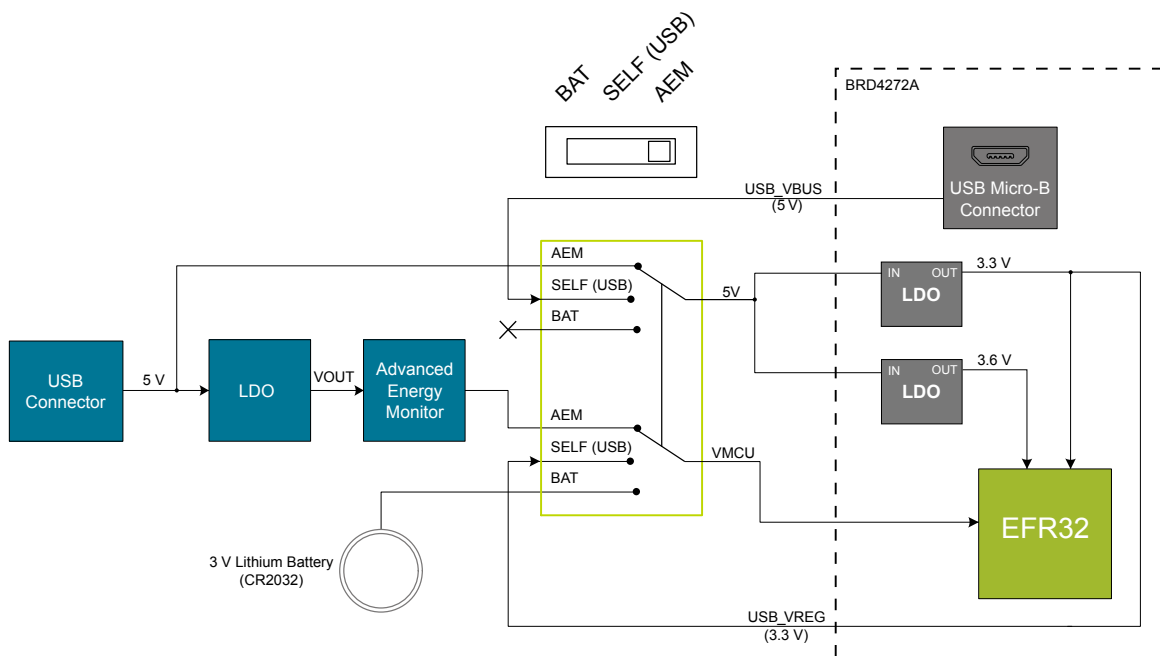 BAT
SELF (USB)
AEM
BRD4272A
USB Micro-B
Connector
USB_VBUS
(5 V)
AEM
SELF (USB)
BAT
5V
IN
OUT
LDO
3.3 V
IN
OUT
LDO
3.6 V
USB
Connector
5 V
LDO
VOUT
Advanced
Energy
Monitor
AEM
SELF (USB)
BAT
VMCU
EFR32
3 V Lithium Battery
(CR2032)
USB_VREG
(3.3 V)